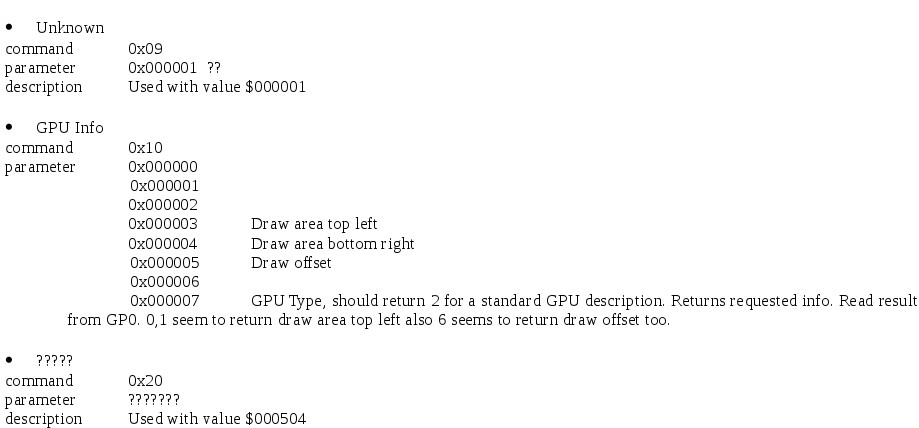 • Unknown
command 0x09
parameter 0x000001 ??
description Used with value $000001
• GPU Info
command 0x10
parameter 0x000000
0x000001
0x000002
0x000003 Draw area top left
0x000004 Draw area bottom right
0x000005 Draw offset
0x000006
0x000007 GPU Type, should return 2 for a standard GPU description. Returns requested info. Read result
from GP0. 0,1 seem to return draw area top left also 6 seems to return draw offset too.
• ?????
command 0x20
parameter ???????
description Used with value $000504